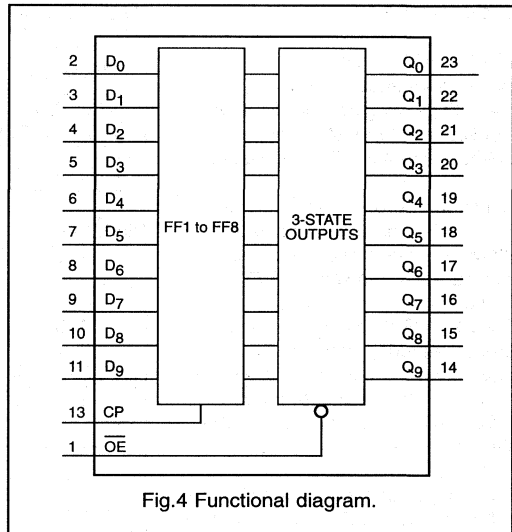 2 D0 Q0 23
3 D1 Q1 22
4 D2 Q2 21
5 D3 Q3 20
6 D4 Q4 19
FF1 to FF8
3-STATE
OUTPUTS
7 D5 Q5 18
8 D6 Q6 17
9 D7 Q7 16
10 D8 Q8 15
11 D9 Q9 14
13 CP
1 O̅E̅
Fig.4 Functional diagram.